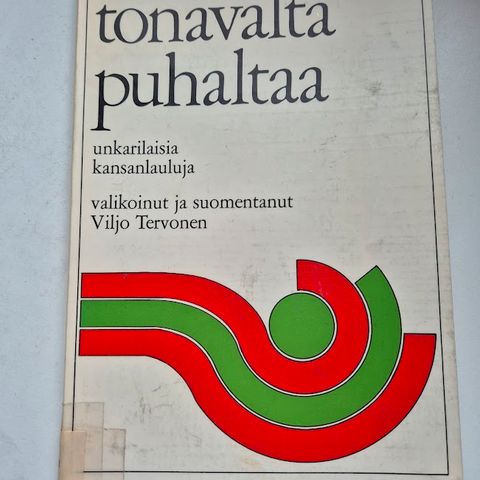 tonavalta
puhaltaa
unkarilaisia
kansanlauluja
valikoinut ja suomentanut
Viljo Tervonen